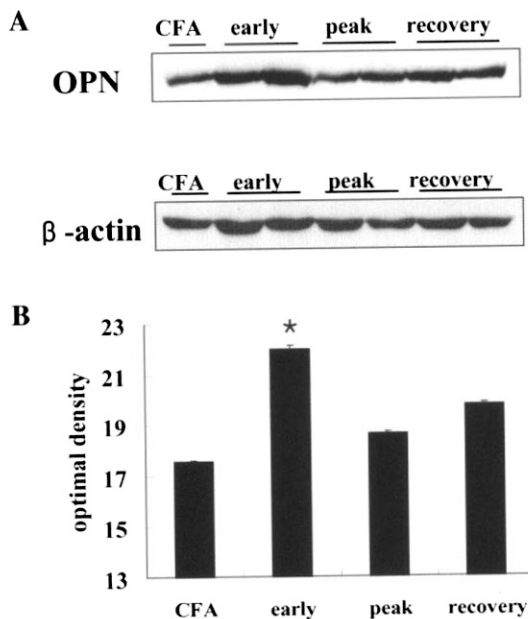 A
CFA early peak recovery
OPN
CFA early peak recovery
β -actin
B
23
*
21
19
17
15
13
optimal density
CFA early peak recovery